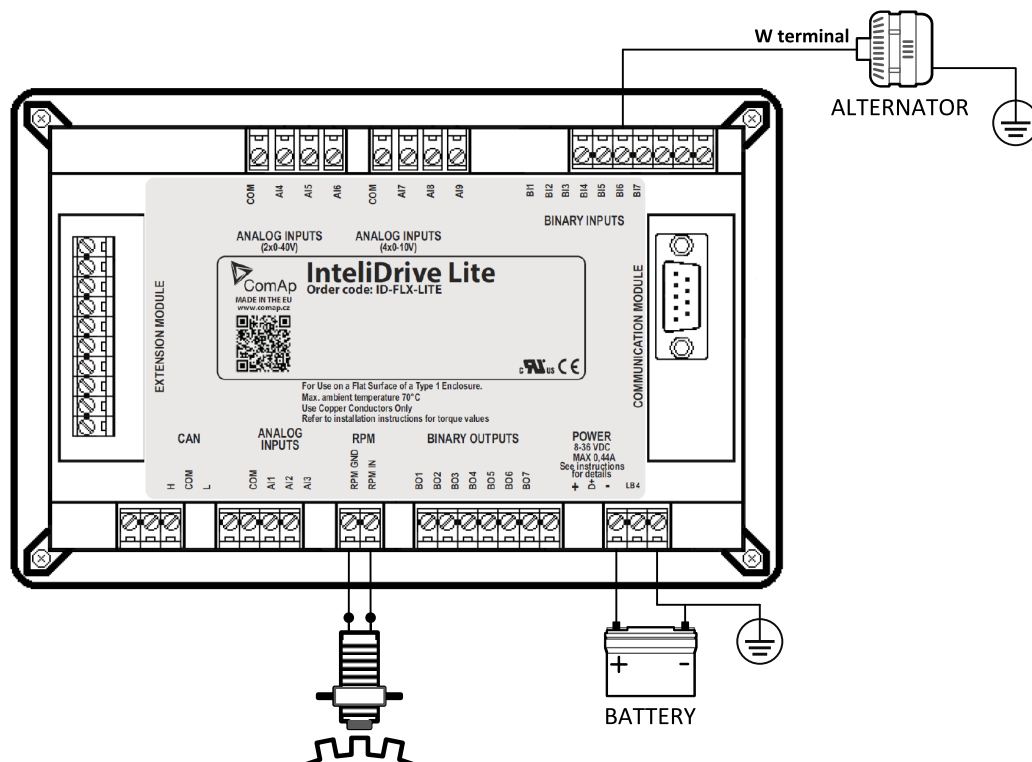 W terminal
ALTERNATOR
COM AI4 AI5 AI6 COM AI7 AI8 AI9 BI1 BI2 BI3 BI4 BI5 BI6 BI7
BINARY INPUTS
ANALOG INPUTS
(2x0-40V)
ANALOG INPUTS
(4x0-10V)
ComAp
MADE IN THE EU
www.comap.cz
InteliDrive Lite
Order code: ID-FLX-LITE
c US CE
EXTENSION MODULE
COMMUNICATION MODULE
For Use on a Flat Surface of a Type 1 Enclosure.
Max. ambient temperature 70°C
Use Copper Conductors Only
Refer to installation instructions for torque values
CAN
ANALOG
INPUTS
RPM
BINARY OUTPUTS
POWER
8-36 VDC
MAX 0,44A
See instructions
for details
H COM L COM AI1 AI2 AI3 RPM GND RPM IN BO1 BO2 BO3 BO4 BO5 BO6 BO7 + D+ - LB4
+ -
BATTERY